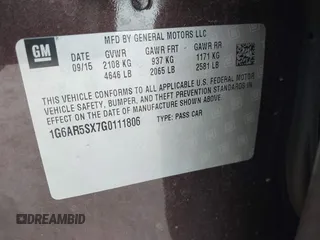 GM
MFD BY GENERAL MOTORS LLC
DATE GVWR GAWR FRT GAWR RR
09/15 2108 KG 937 KG 1171 KG
4646 LB 2065 LB 2581 LB
THIS VEHICLE CONFORMS TO ALL APPLICABLE U.S. FEDERAL MOTOR
VEHICLE SAFETY, BUMPER, AND THEFT PREVENTION STANDARDS IN
EFFECT ON THE DATE OF MANUFACTURE SHOWN ABOVE.
1G6AR5SX7G0111806 TYPE: PASS CAR
DREAMBID